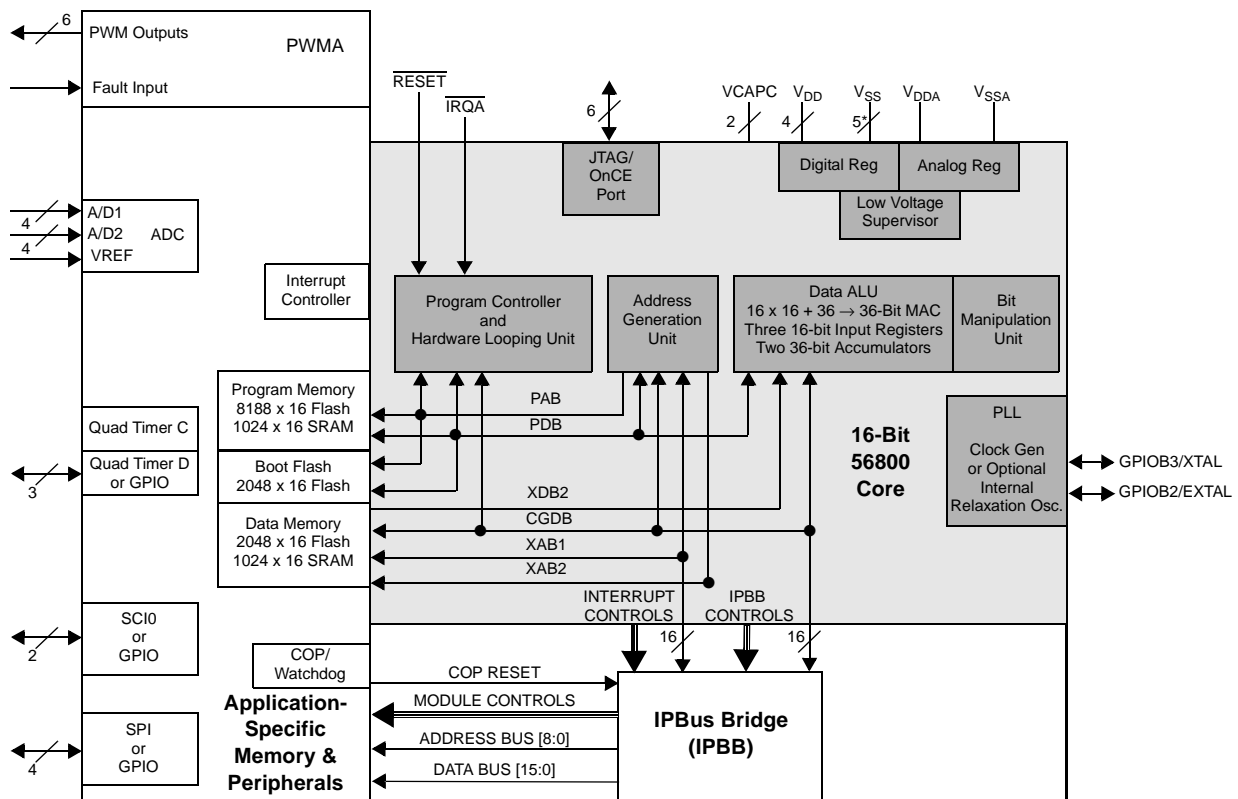 6
PWM Outputs
PWMA
Fault Input
RESET
IRQA
6
VCAPC
2
VDD
4
VSS
5*
VDDA
VSSA
JTAG/
OnCE
Port
Digital Reg
Analog Reg
Low Voltage
Supervisor
A/D1
4
A/D2
4
VREF
ADC
Interrupt
Controller
Program Controller
and
Hardware Looping Unit
Address
Generation
Unit
Data ALU
16 x 16 + 36 → 36-Bit MAC
Three 16-bit Input Registers
Two 36-bit Accumulators
Bit
Manipulation
Unit
Program Memory
8188 x 16 Flash
1024 x 16 SRAM
PAB
PDB
Quad Timer C
Quad Timer D
or GPIO
3
Boot Flash
2048 x 16 Flash
XDB2
CGDB
XAB1
XAB2
Data Memory
2048 x 16 Flash
1024 x 16 SRAM
16-Bit
56800
Core
PLL
Clock Gen
or Optional
Internal
Relaxation Osc.
GPIOB3/XTAL
GPIOB2/EXTAL
INTERRUPT
CONTROLS
16
IPBB
CONTROLS
16
SCI0
or
GPIO
2
COP/
Watchdog
COP RESET
MODULE CONTROLS
ADDRESS BUS [8:0]
DATA BUS [15:0]
Application-
Specific
Memory &
Peripherals
IPBus Bridge
(IPBB)
SPI
or
GPIO
4